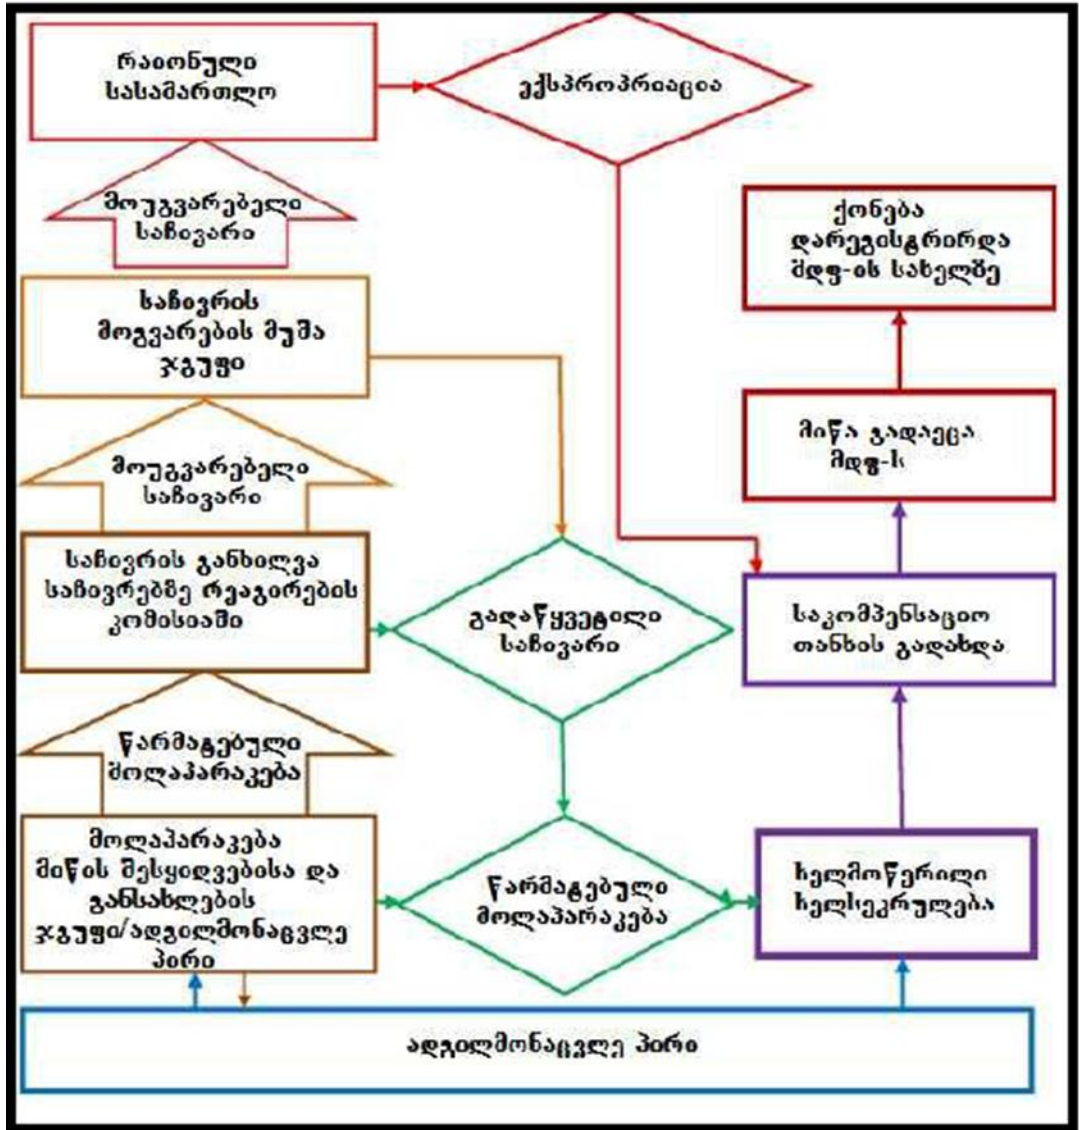 რაიონული
სასამართლო
ექსპროპრიაცია
მოუგვარებელი
საჩივარი
ქონება
დარეგისტრირდა
მდფ-ის სახელზე
საჩივრის
მოგვარების მუშა
ჯგუფი
მიწა გადაეცა
მდფ-ს
მოუგვარებელი
საჩივარი
საჩივრის განხილვა
საჩივრებზე რეაგირების
კომისიაში
გადაწყვეტილი
საჩივარი
საკომპენსაციო
თანხის გადახდა
წარმატებული
მოლაპარაკება
მოლაპარაკება
მიწის შესყიდვებისა და
განსახლების
ჯგუფი/ადგილმონაცვლე
პირი
წარმატებული
მოლაპარაკება
ხელმოწერილი
ხელსეკრულება
ადგილმონაცვლე პირი